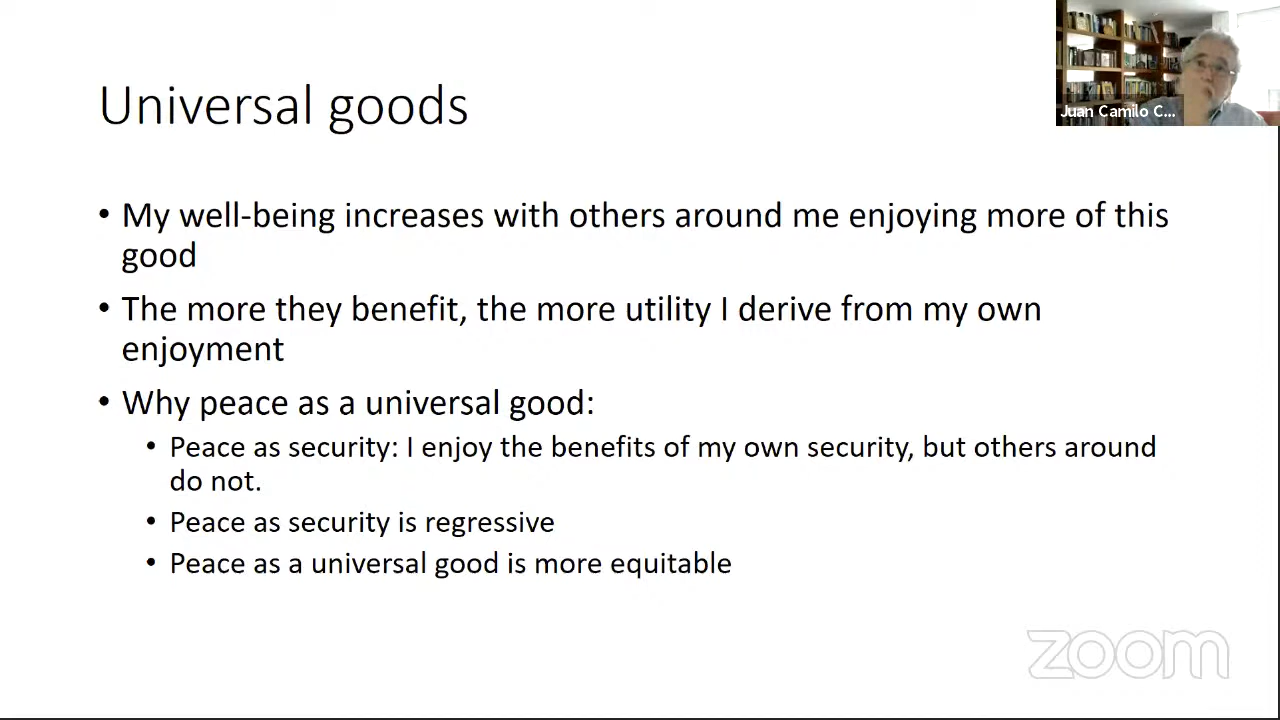 Universal goods
Juan Camilo C...
• My well-being increases with others around me enjoying more of this
good
• The more they benefit, the more utility I derive from my own
enjoyment
• Why peace as a universal good:
• Peace as security: I enjoy the benefits of my own security, but others around
do not.
• Peace as security is regressive
• Peace as a universal good is more equitable
zoom